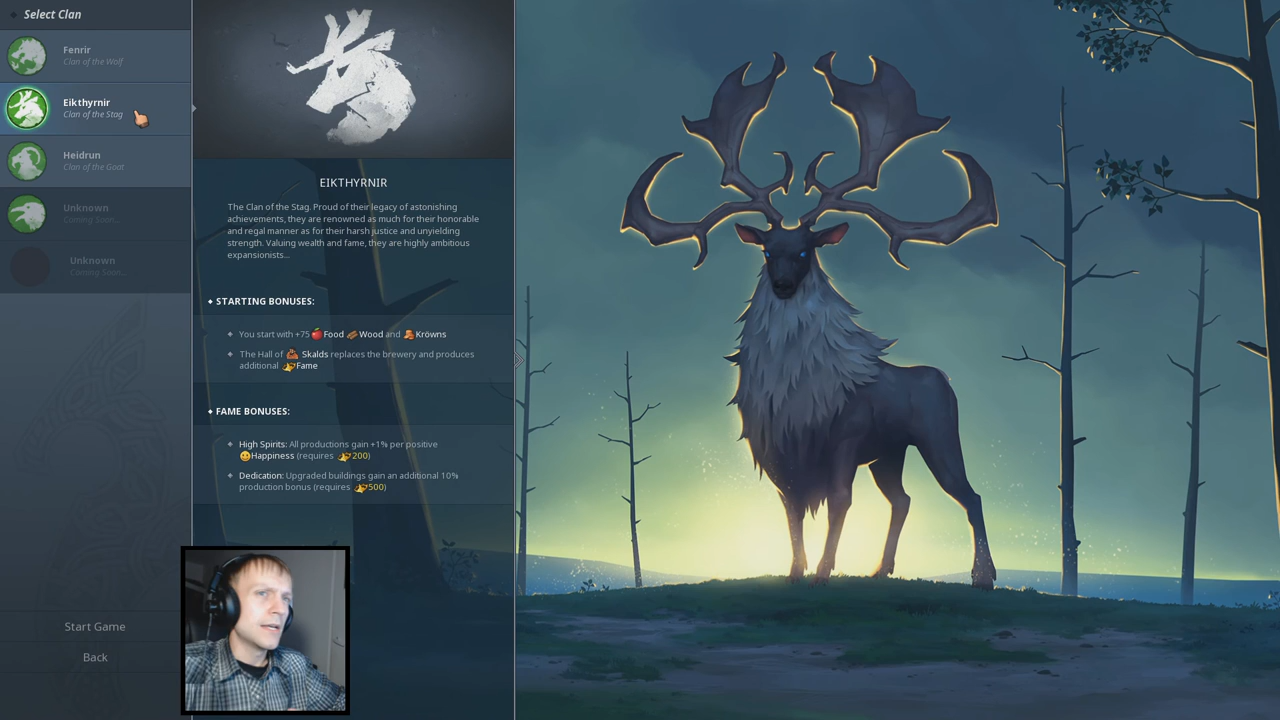 Select Clan
Fenrir
Clan of the Wolf
Eikthyrnir
Clan of the Stag
Heidrun
Clan of the Goat
Unknown
Coming Soon...
Unknown
Coming Soon...
Start Game
Back
EIKTHYRNIR
The Clan of the Stag. Proud of their legacy of astonishing
achievements, they are renowned as much for their honorable
and regal manner as for their harsh justice and unyielding
strength. Valuing wealth and fame, they are highly ambitious
expansionists...
STARTING BONUSES:
You start with +75 Food Wood and Kröwns
The Hall of Skalds replaces the brewery and produces
additional Fame
FAME BONUSES:
High Spirits: All productions gain +1% per positive
Happiness (requires 200)
Dedication: Upgraded buildings gain an additional 10%
production bonus (requires 500)